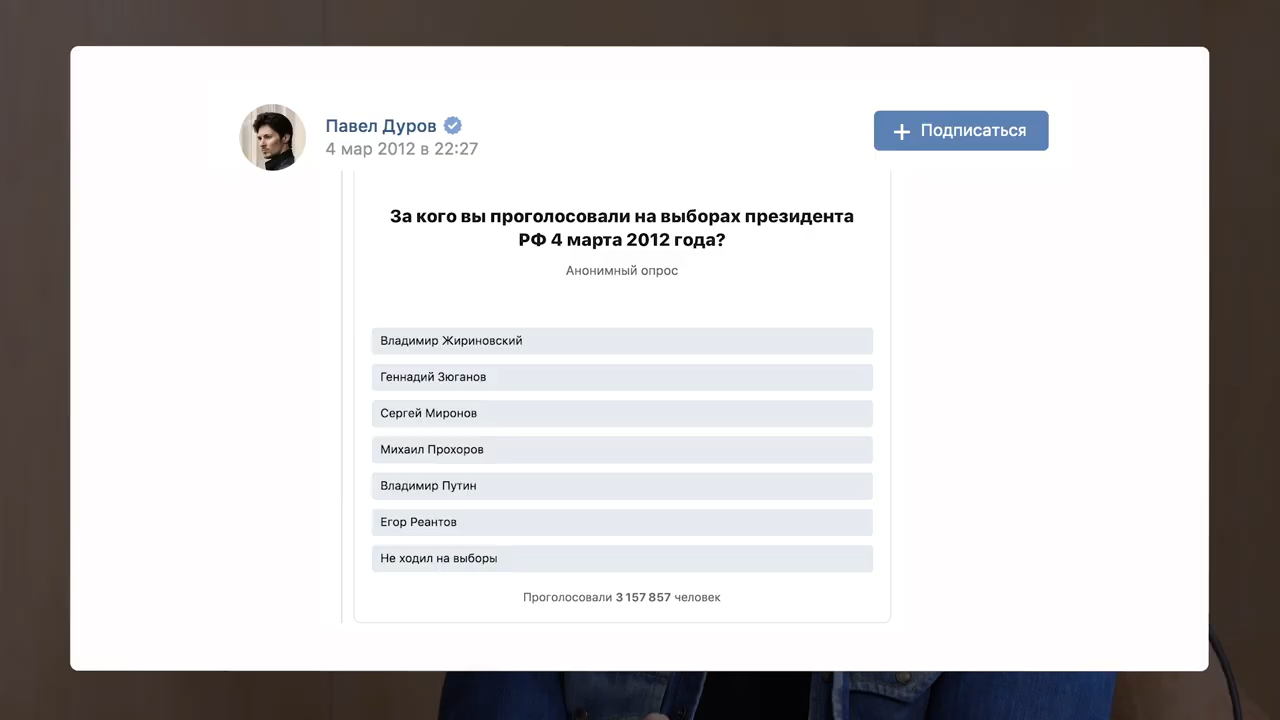 Павел Дуров
4 мар 2012 в 22:27
+ Подписаться
За кого вы проголосовали на выборах президента
РФ 4 марта 2012 года?
Анонимный опрос
Владимир Жириновский
Геннадий Зюганов
Сергей Миронов
Михаил Прохоров
Владимир Путин
Егор Реантов
Не ходил на выборы
Проголосовали 3 157 857 человек